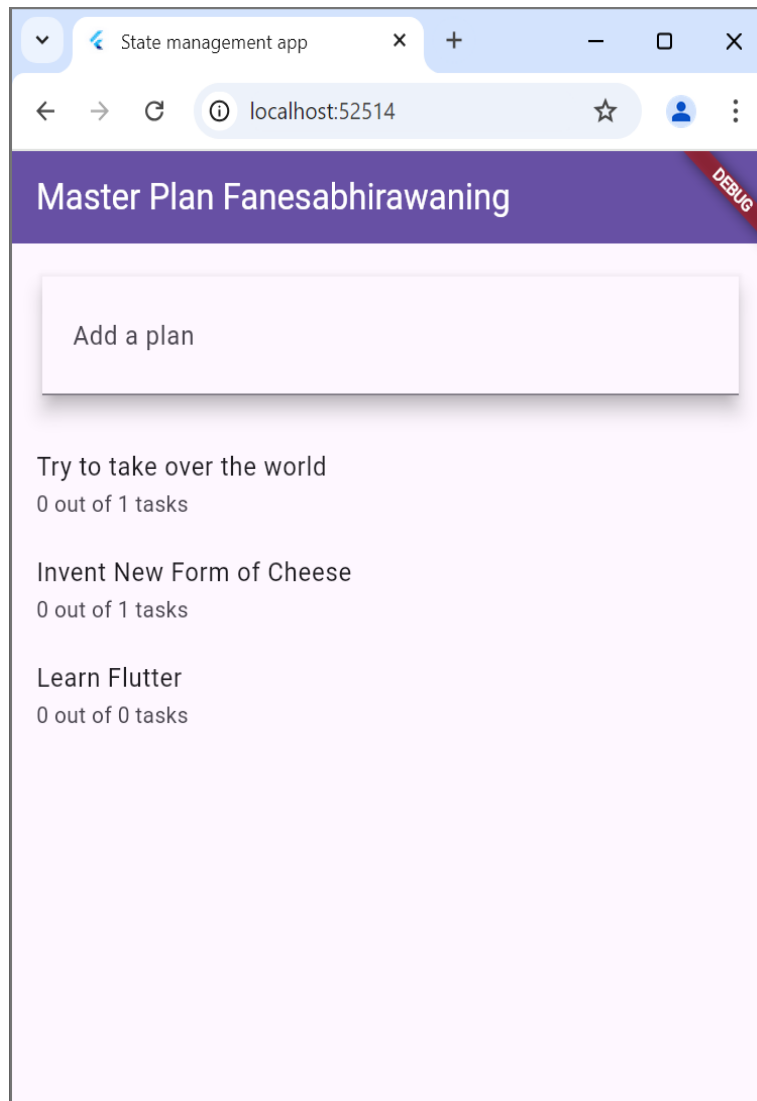 State management app
localhost:52514
Master Plan Fanesabhirawaning
DEBUG
Add a plan
Try to take over the world
0 out of 1 tasks
Invent New Form of Cheese
0 out of 1 tasks
Learn Flutter
0 out of 0 tasks